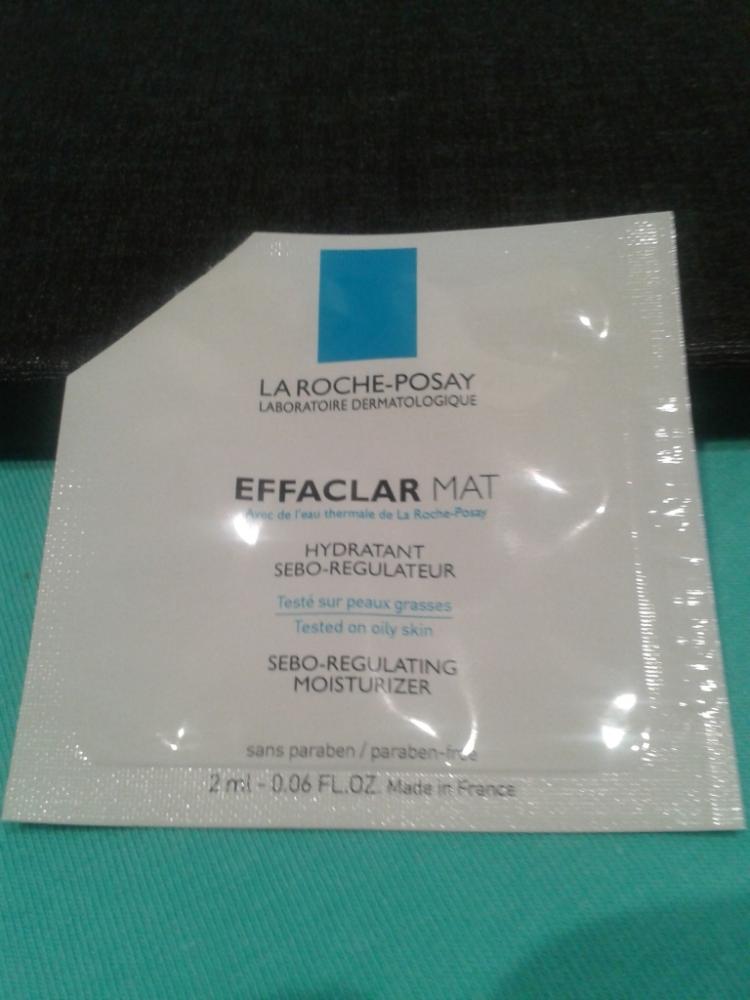 LA ROCHE-POSAY
LABORATOIRE DERMATOLOGIQUE
EFFACLAR MAT
Avec de l'eau thermale de La Roche-Posay
HYDRATANT
SEBO-REGULATEUR
Testé sur peaux grasses
Tested on oily skin
SEBO-REGULATING
MOISTURIZER
sans paraben / paraben-free
2 ml - 0.06 FL.OZ. Made in France